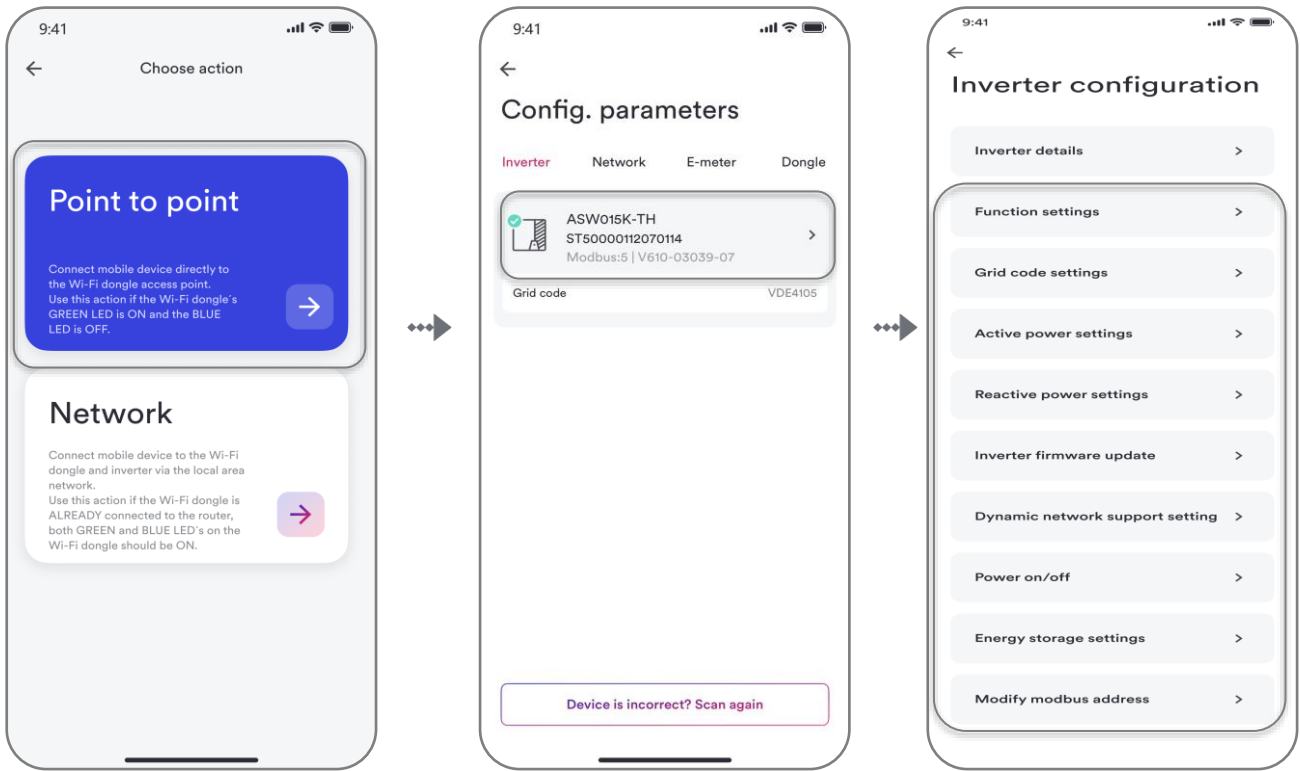 9:41
Choose action
Point to point
Connect mobile device directly to
the Wi-Fi dongle access point.
Use this action if the Wi-Fi dongle´s
GREEN LED is ON and the BLUE
LED is OFF.
Network
Connect mobile device to the Wi-Fi
dongle and inverter via the local area
network.
Use this action if the Wi-Fi dongle is
ALREADY connected to the router,
both GREEN and BLUE LED´s on the
Wi-Fi dongle should be ON.
9:41
Config. parameters
Inverter Network E-meter Dongle
ASW015K-TH
ST50000112070114
Modbus:5 | V610-03039-07
Grid code VDE4105
Device is incorrect? Scan again
9:41
Inverter configuration
Inverter details
Function settings
Grid code settings
Active power settings
Reactive power settings
Inverter firmware update
Dynamic network support setting
Power on/off
Energy storage settings
Modify modbus address